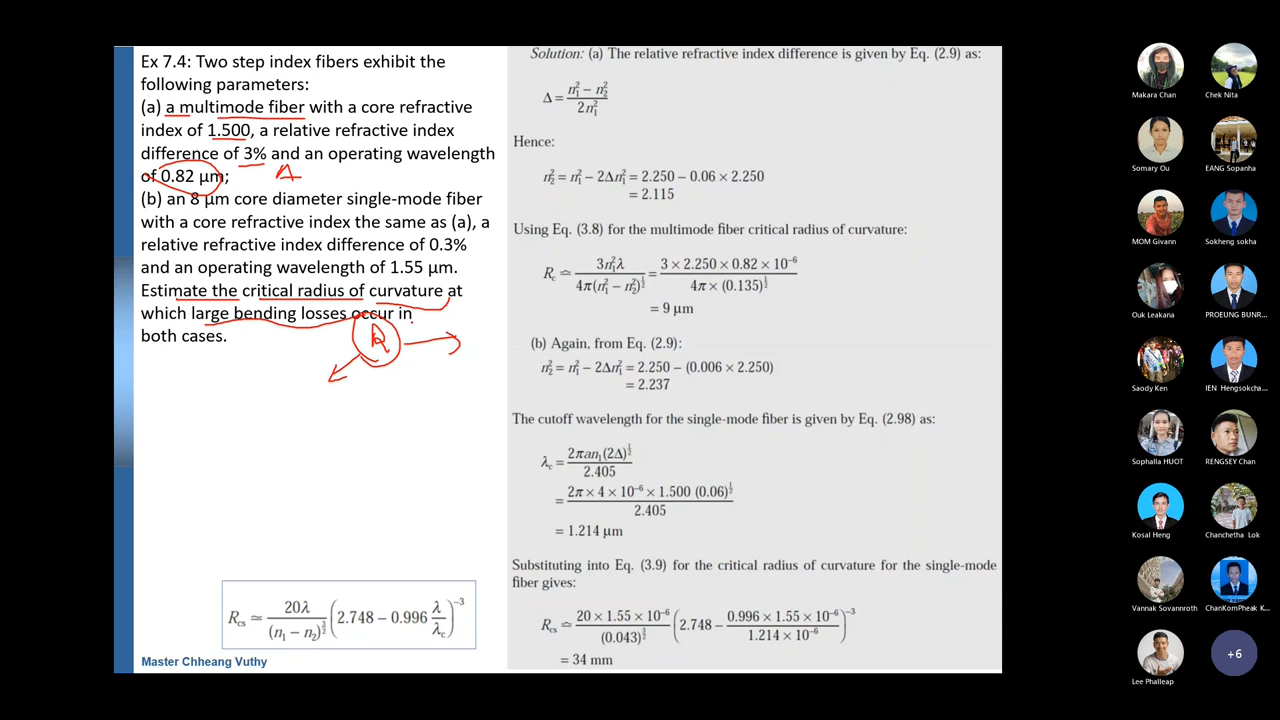 Ex 7.4: Two step index fibers exhibit the
following parameters:
(a) a multimode fiber with a core refractive
index of 1.500, a relative refractive index
difference of 3% and an operating wavelength
of 0.82 μm;
Δ
(b) an 8 μm core diameter single-mode fiber
with a core refractive index the same as (a), a
relative refractive index difference of 0.3%
and an operating wavelength of 1.55 μm.
Estimate the critical radius of curvature at
which large bending losses occur in
both cases.
R
R_cs ≃ 20λ / (n₁ − n₂)^(3/2) (2.748 − 0.996 λ/λ_c)^−3
Master Chheang Vuthy
Solution: (a) The relative refractive index difference is given by Eq. (2.9) as:
Δ = (n₁² − n₂²) / 2n₁²
Hence:
n₂² = n₁² − 2Δn₁² = 2.250 − 0.06 × 2.250
= 2.115
Using Eq. (3.8) for the multimode fiber critical radius of curvature:
R_c ≃ 3n₁²λ / 4π(n₁² − n₂²)^(1/2) = 3 × 2.250 × 0.82 × 10⁻⁶ / 4π × (0.135)^(1/2)
= 9 μm
(b) Again, from Eq. (2.9):
n₂² = n₁² − 2Δn₁² = 2.250 − (0.006 × 2.250)
= 2.237
The cutoff wavelength for the single-mode fiber is given by Eq. (2.98) as:
λ_c = 2πan₁(2Δ)^(1/2) / 2.405
= 2π × 4 × 10⁻⁶ × 1.500 (0.06)^(1/2) / 2.405
= 1.214 μm
Substituting into Eq. (3.9) for the critical radius of curvature for the single-mode
fiber gives:
R_cs ≃ 20 × 1.55 × 10⁻⁶ / (0.043)^(3/2) (2.748 − 0.996 × 1.55 × 10⁻⁶ / 1.214 × 10⁻⁶)^−3
= 34 mm
Makara Chan
Chek Nita
Somary Ou
EANG Sopanha
MOM Givann
Sokheng sokha
Ouk Leakana
PROEUNG BUNR...
Saody Ken
IEN Hengsokcha...
Sophalla HUOT
RENGSEY Chan
Kosal Heng
Chanchetha Lok
Vannak Sovannroth
ChanKomPheak K...
Lee Phalleap
+6